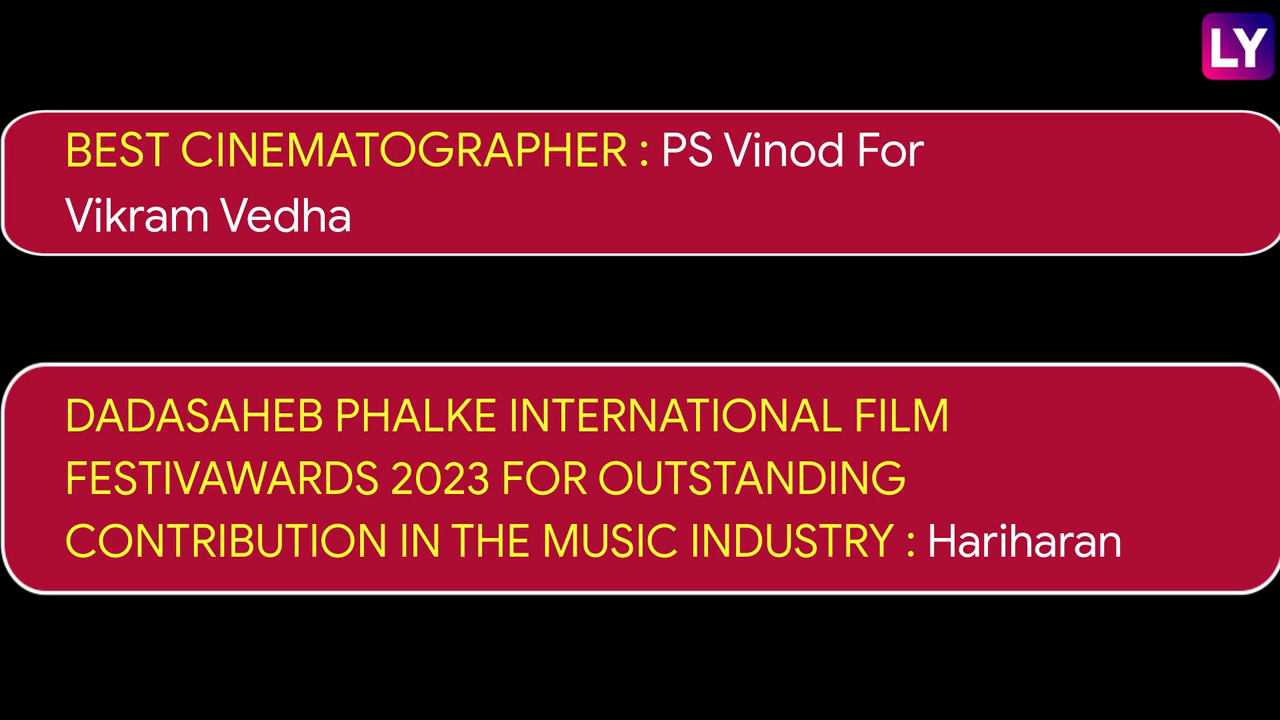 LY
BEST CINEMATOGRAPHER : PS Vinod For
Vikram Vedha
DADASAHEB PHALKE INTERNATIONAL FILM
FESTIVAWARDS 2023 FOR OUTSTANDING
CONTRIBUTION IN THE MUSIC INDUSTRY : Hariharan